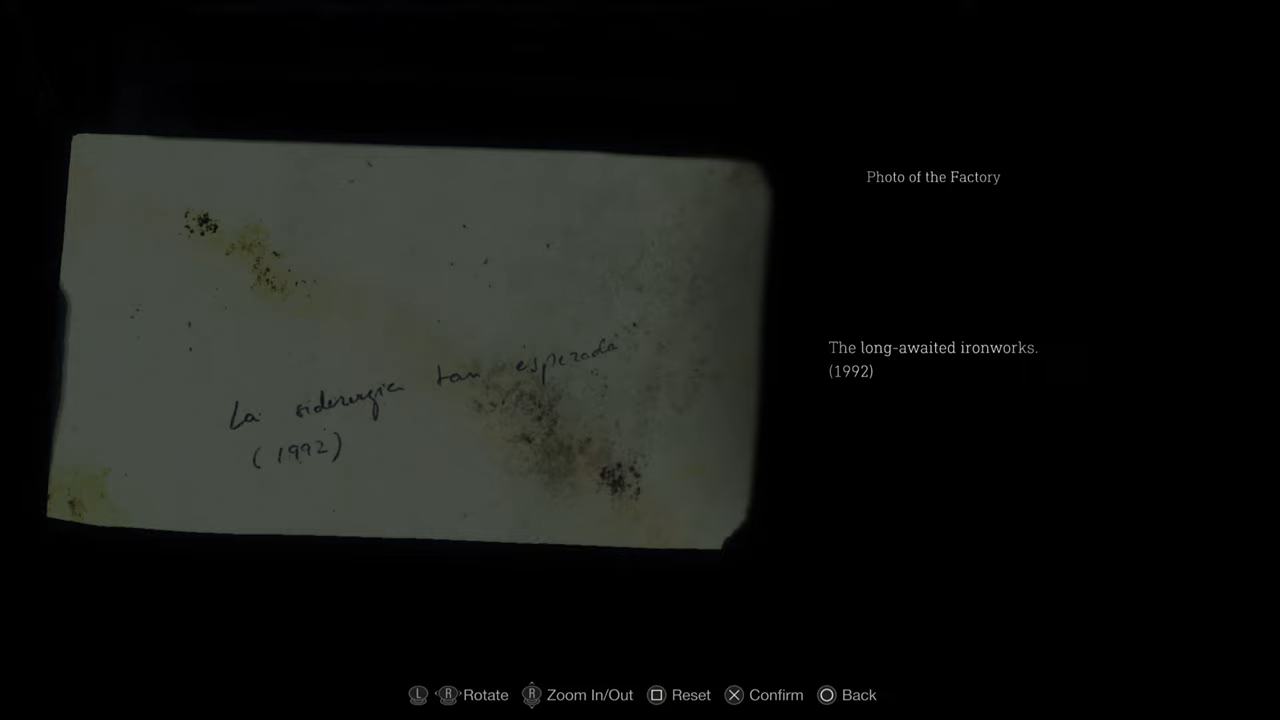 Photo of the Factory
La siderurgia tan esperada
(1992)
The long-awaited ironworks.
(1992)
L R Rotate R Zoom In/Out Reset Confirm Back